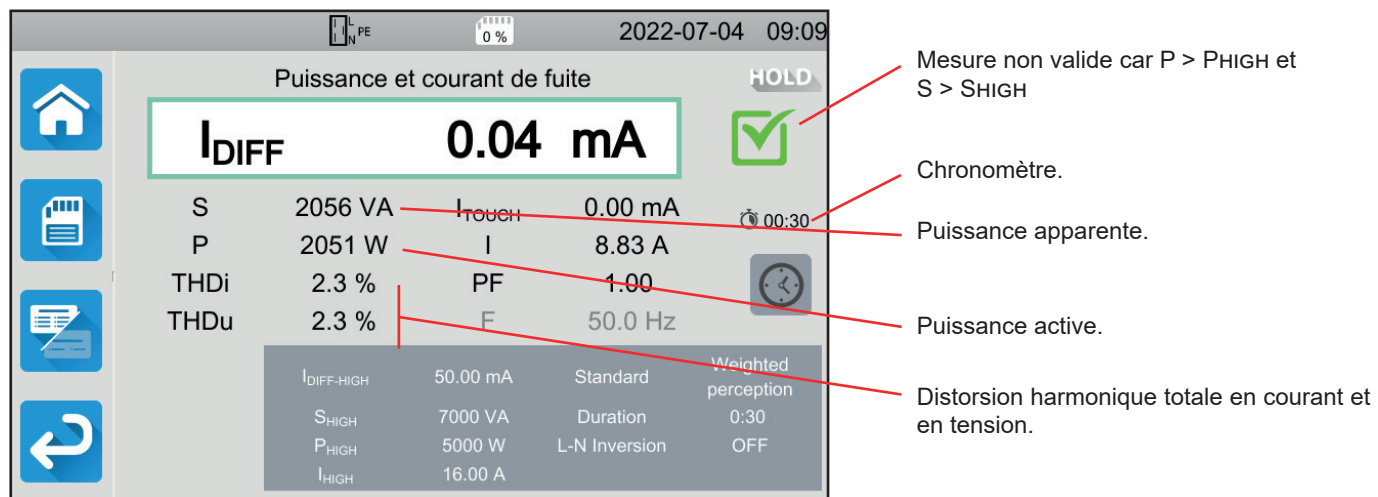 L
N PE
0 %
2022-07-04 09:09
Puissance et courant de fuite
HOLD
IDIFF 0.04 mA
S 2056 VA ITOUCH 0.00 mA
00:30
P 2051 W I 8.83 A
THDi 2.3 % PF 1.00
THDu 2.3 % F 50.0 Hz
IDIFF-HIGH 50.00 mA Standard Weighted perception
SHIGH 7000 VA Duration 0:30
PHIGH 5000 W L-N Inversion OFF
IHIGH 16.00 A
Mesure non valide car P > PHIGH et
S > SHIGH
Chronomètre.
Puissance apparente.
Puissance active.
Distorsion harmonique totale en courant et
en tension.